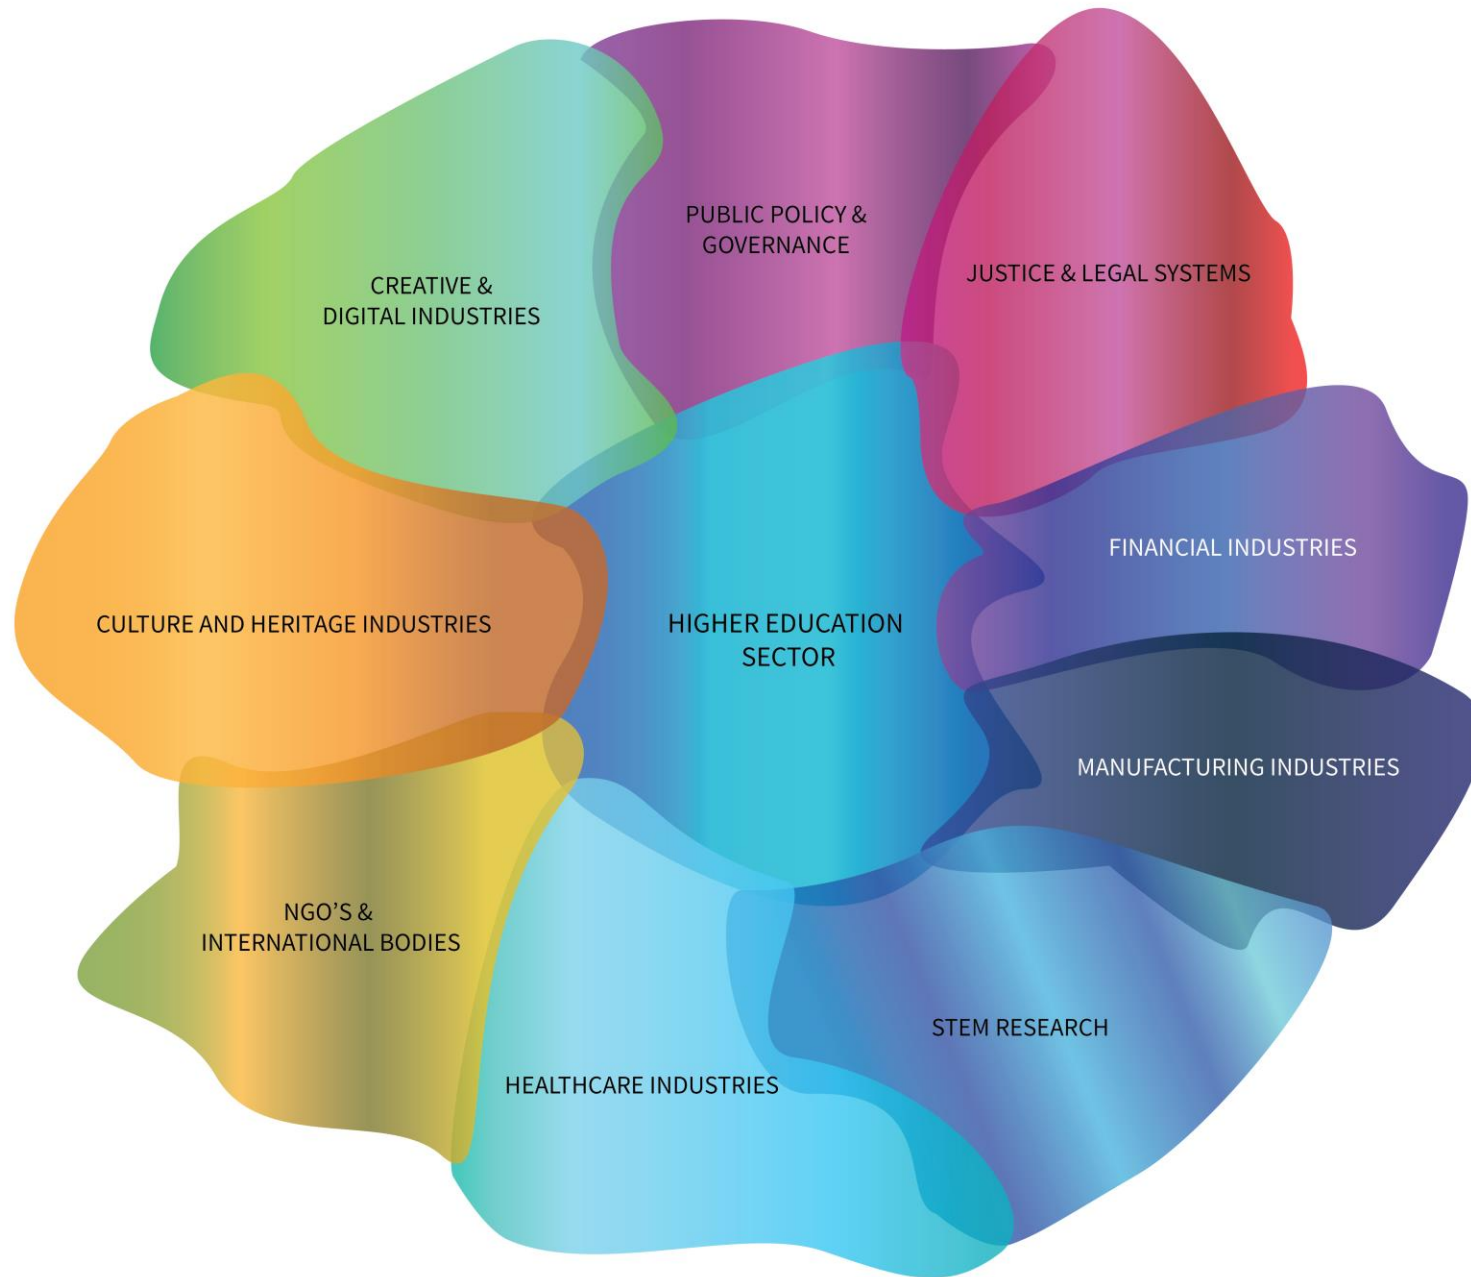 PUBLIC POLICY &
GOVERNANCE
JUSTICE & LEGAL SYSTEMS
CREATIVE &
DIGITAL INDUSTRIES
FINANCIAL INDUSTRIES
CULTURE AND HERITAGE INDUSTRIES
HIGHER EDUCATION
SECTOR
MANUFACTURING INDUSTRIES
NGO’S &
INTERNATIONAL BODIES
STEM RESEARCH
HEALTHCARE INDUSTRIES